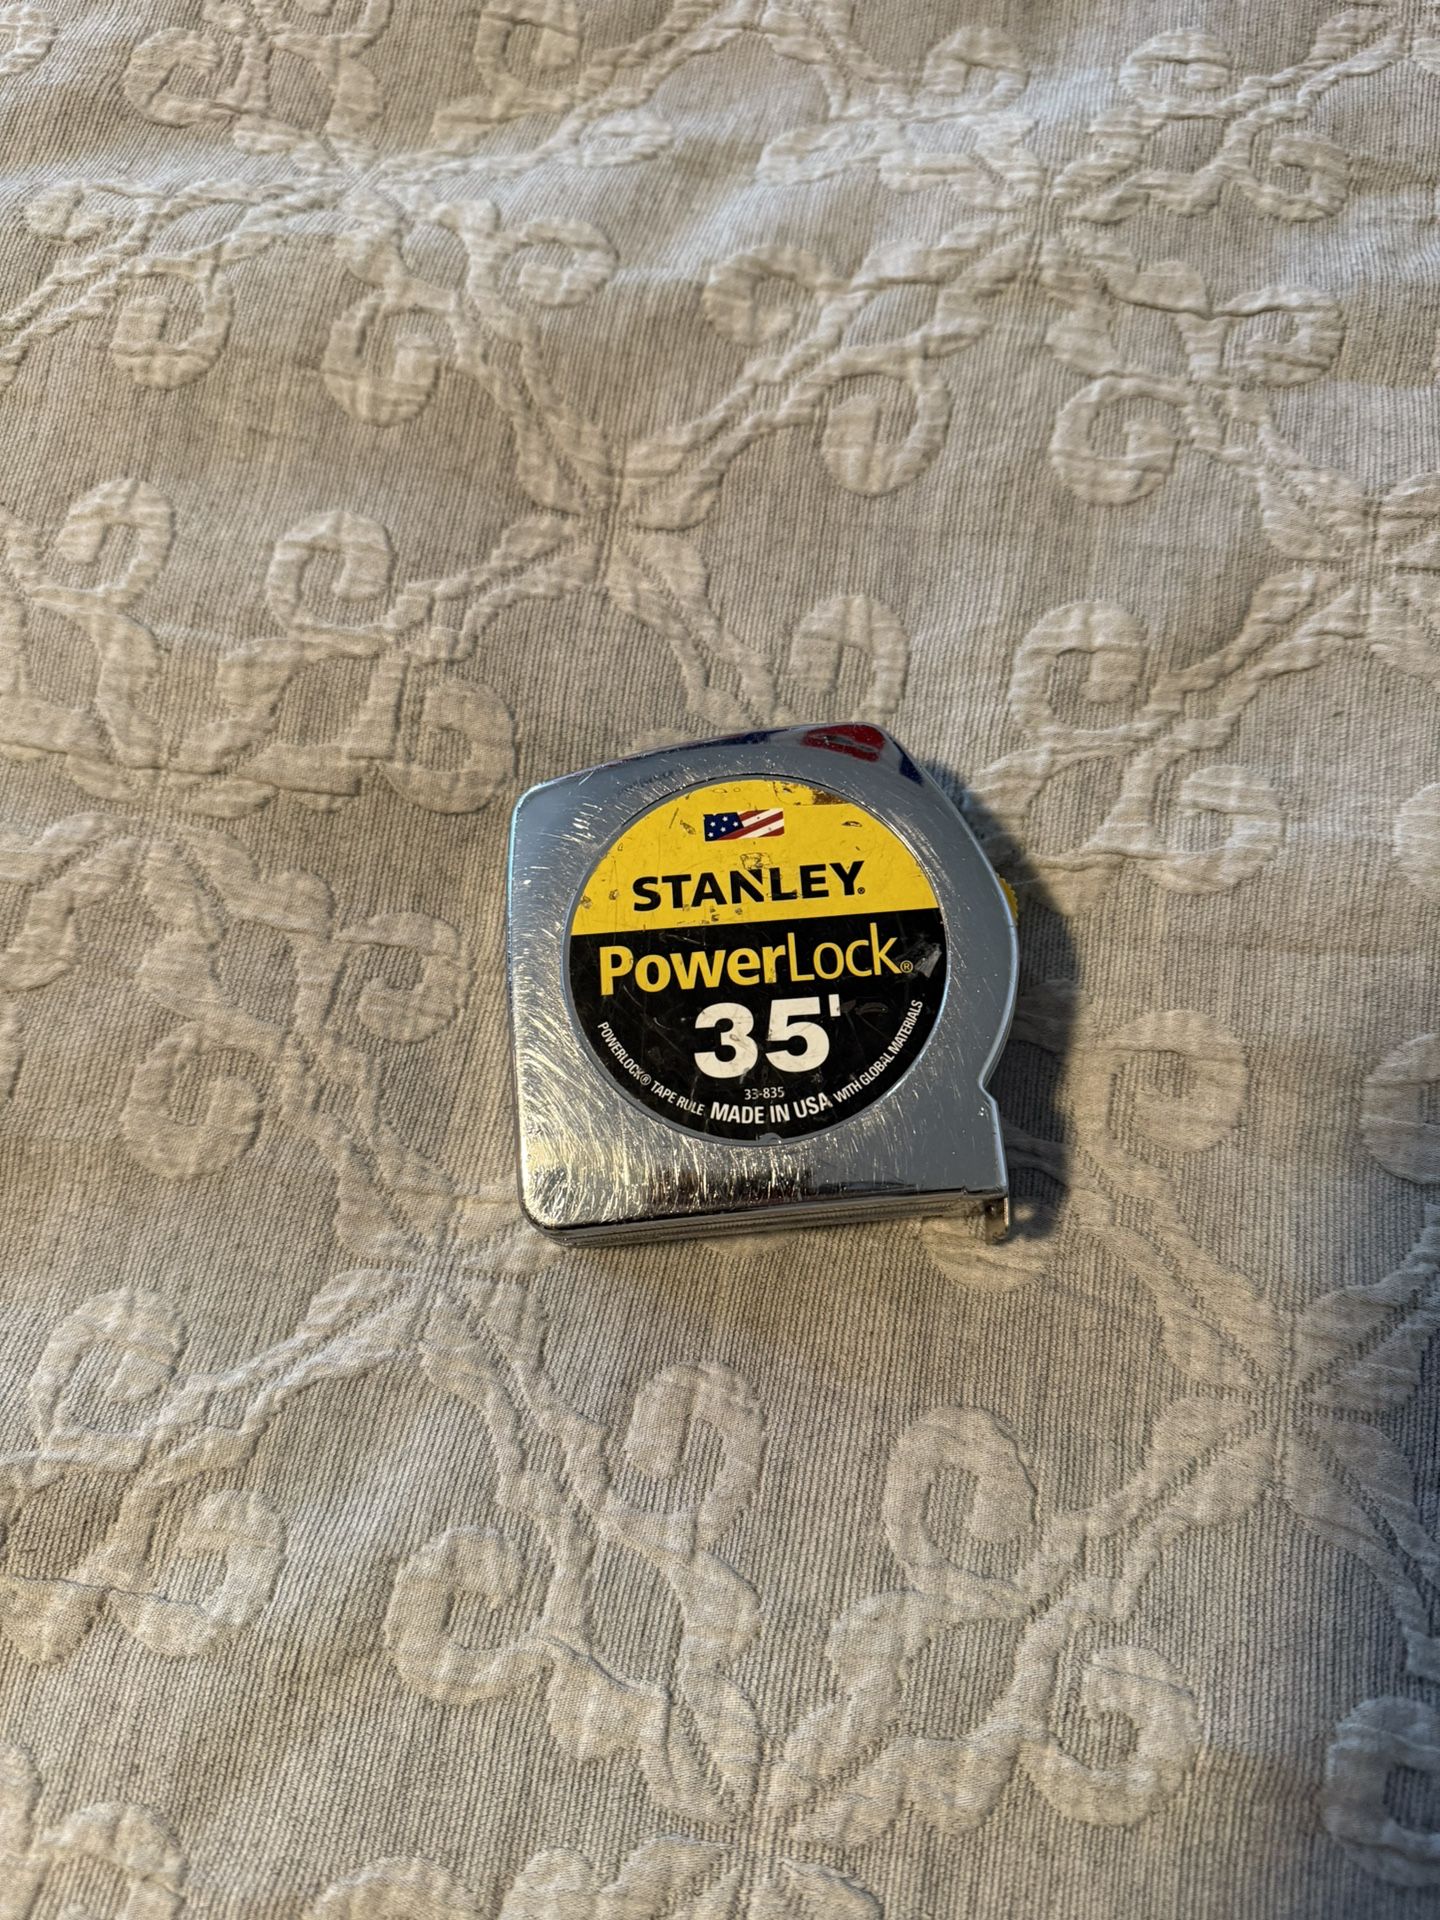 STANLEY®
PowerLock®
35'
33-835
POWERLOCK® TAPE RULE MADE IN USA WITH GLOBAL MATERIALS